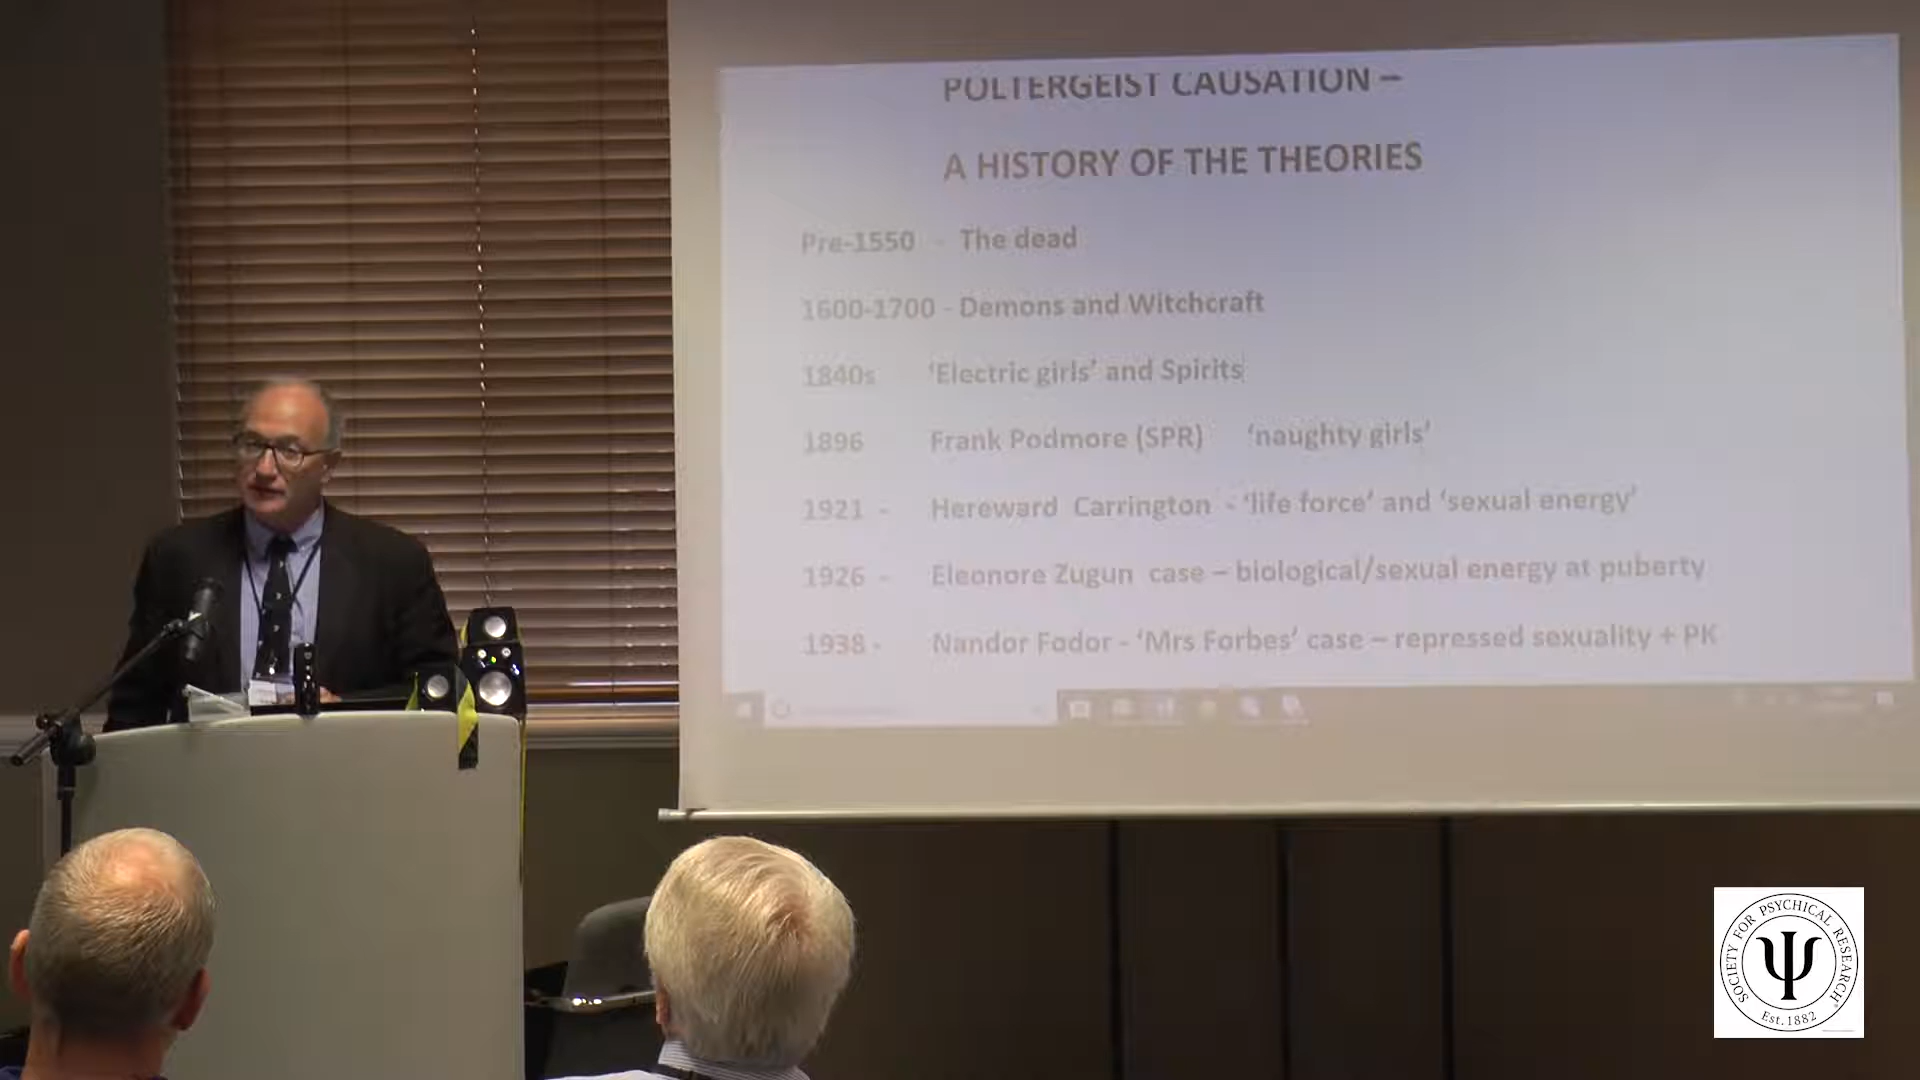 POLTERGEIST CAUSATION –
A HISTORY OF THE THEORIES
Pre-1550 - The dead
1600-1700 - Demons and Witchcraft
1840s ‘Electric girls’ and Spirits
1896 Frank Podmore (SPR) ‘naughty girls’
1921 - Hereward Carrington - ‘life force’ and ‘sexual energy’
1926 - Eleonore Zugun case – biological/sexual energy at puberty
1938 - Nandor Fodor - ‘Mrs Forbes’ case – repressed sexuality + PK
SOCIETY FOR PSYCHICAL RESEARCH
Ψ
Est. 1882